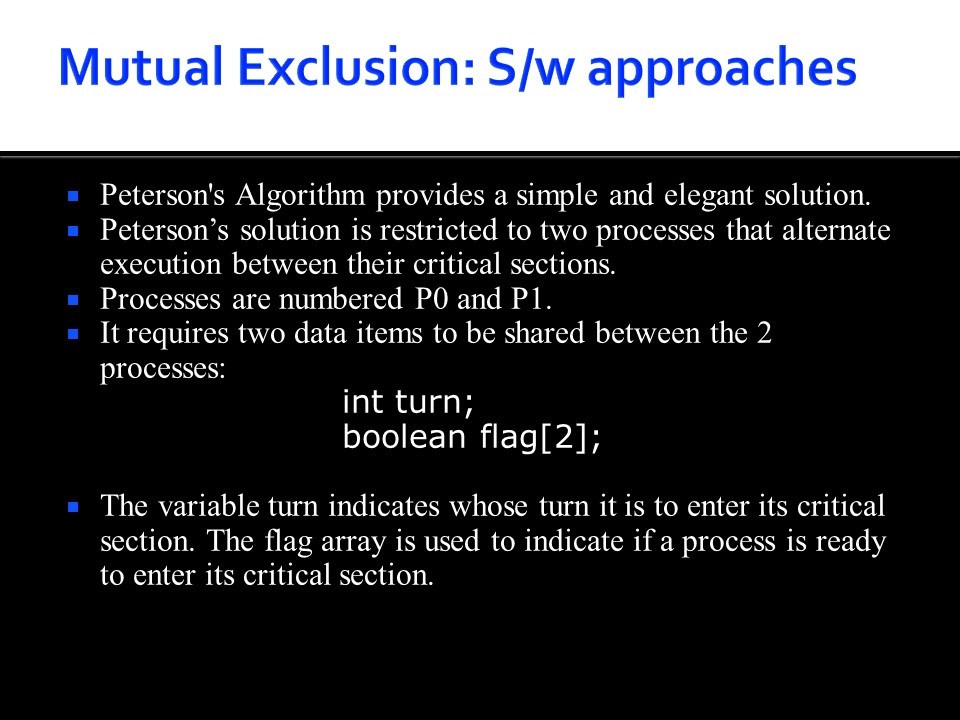 Mutual Exclusion: S/w approaches
Peterson's Algorithm provides a simple and elegant solution.
Peterson’s solution is restricted to two processes that alternate
execution between their critical sections.
Processes are numbered P0 and P1.
It requires two data items to be shared between the 2
processes:
int turn;
boolean flag[2];
The variable turn indicates whose turn it is to enter its critical
section. The flag array is used to indicate if a process is ready
to enter its critical section.